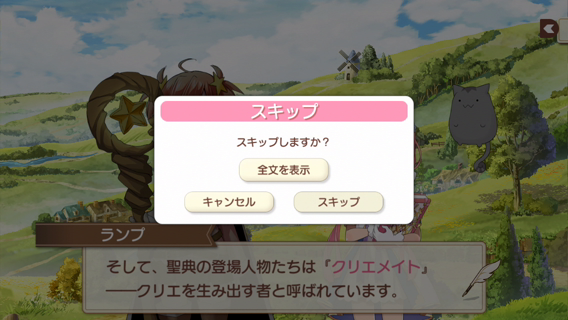 スキップ
スキップしますか？
全文を表示
キャンセル
スキップ
ランプ
そして、聖典の登場人物たちは『クリエメイト』
――クリエを生み出す者と呼ばれています。